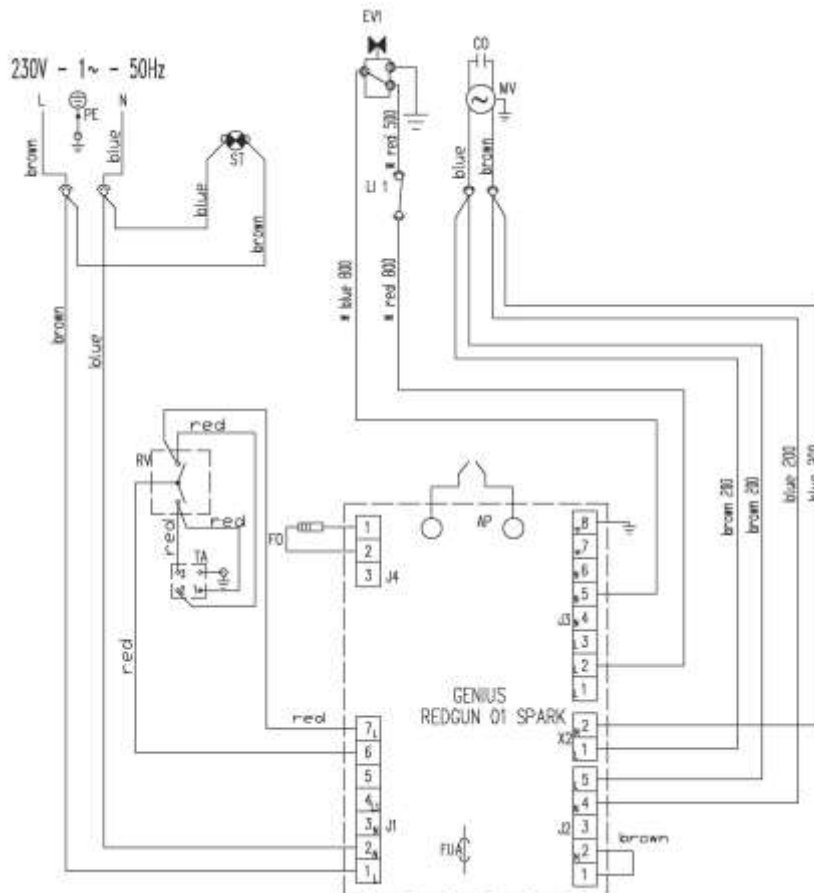 EV1
CO
230V - 1~ - 50Hz
L
N
PE
MV
ST
brown
blue
blue
brown
blue
brown
* red 500
LI 1
* blue 800
* red 800
brown
blue
red
RV
red
red
TA
red
red
FO
1
2
3
J4
AP
8
7
6
5
4
3
2
1
J3
GENIUS
REDGUN 01 SPARK
2
1
X2
7 L
6
5
4
3 N
2 N
1 L
J1
5
4
3
2
1
J2
brown
FUA
brown 200
brown 200
blue 200